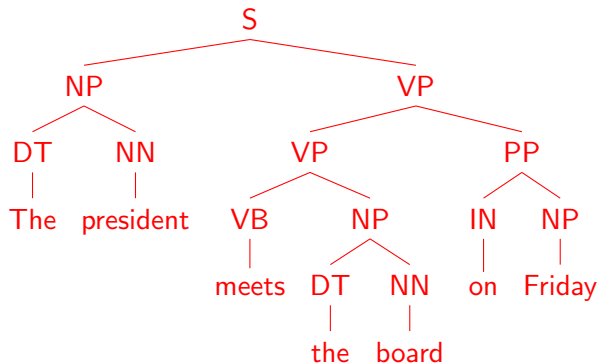 S
NP VP
DT NN VP PP
The president VB NP IN NP
meets DT NN on Friday
the board